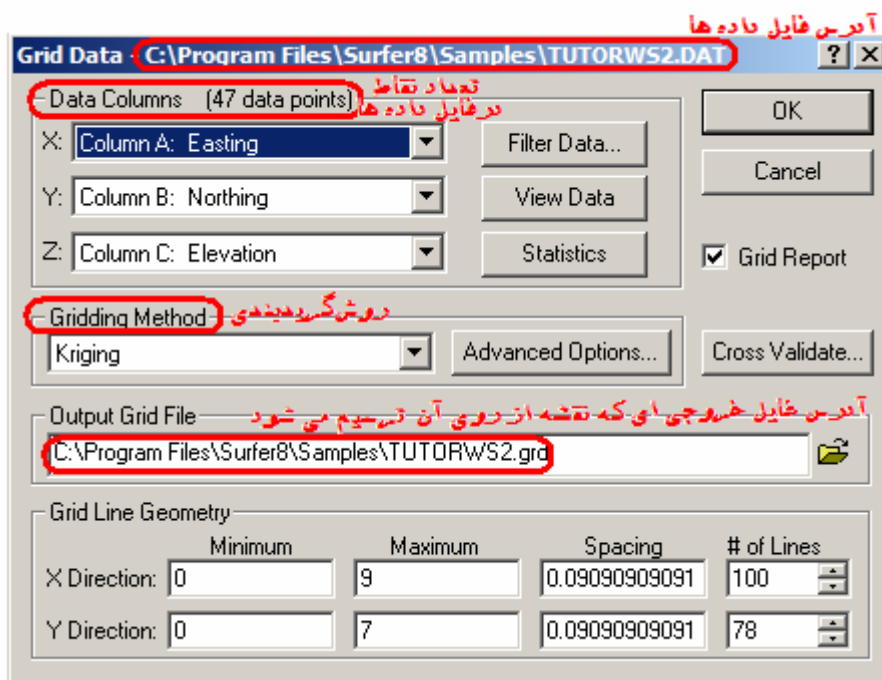 آدرس فایل داده ها
Grid Data - C:\Program Files\Surfer8\Samples\TUTORWS2.DAT
Data Columns (47 data points)
تعداد نقاط
در فایل داده ها
X: Column A: Easting
Filter Data...
OK
Y: Column B: Northing
View Data
Cancel
Z: Column C: Elevation
Statistics
Grid Report
Gridding Method
روش گریدبندی
Kriging
Advanced Options...
Cross Validate...
آدرس فایل خروجی ای که نقشه از روی آن ترسیم می شود
Output Grid File
C:\Program Files\Surfer8\Samples\TUTORWS2.grd
Grid Line Geometry
Minimum Maximum Spacing # of Lines
X Direction: 0 9 0.09090909091 100
Y Direction: 0 7 0.09090909091 78